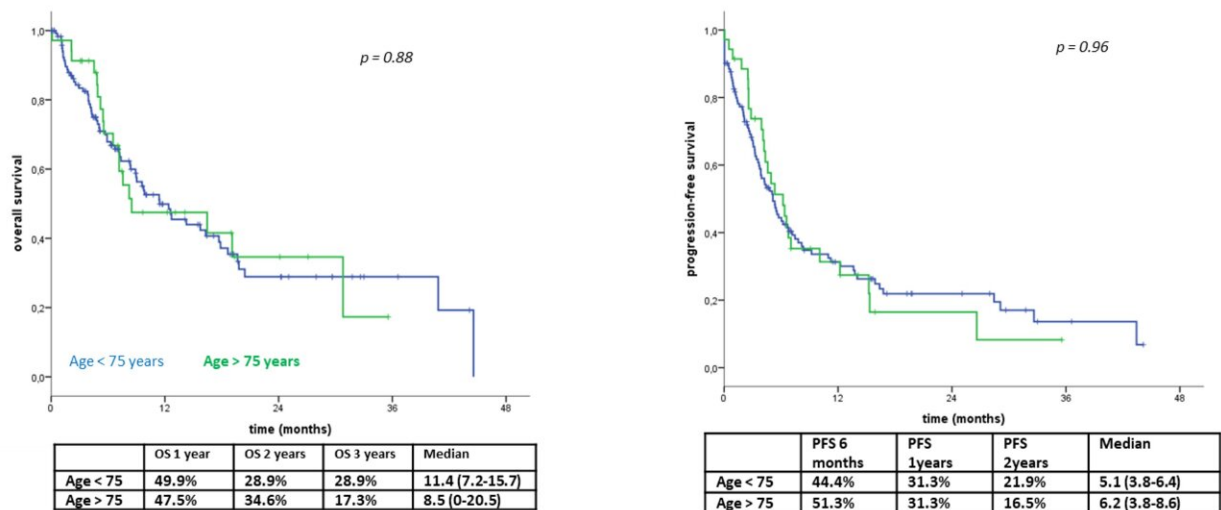 1,0
0,8
0,6
0,4
0,2
0,0
overall survival
p = 0.88
Age < 75 years
Age > 75 years
0 12 24 36 48
time (months)
OS 1 year OS 2 years OS 3 years Median
Age < 75 49.9% 28.9% 28.9% 11.4 (7.2-15.7)
Age > 75 47.5% 34.6% 17.3% 8.5 (0-20.5)
1,0
0,8
0,6
0,4
0,2
0,0
progression-free survival
p = 0.96
0 12 24 36 48
time (months)
PFS 6 PFS PFS Median
months 1years 2years
Age < 75 44.4% 31.3% 21.9% 5.1 (3.8-6.4)
Age > 75 51.3% 31.3% 16.5% 6.2 (3.8-8.6)